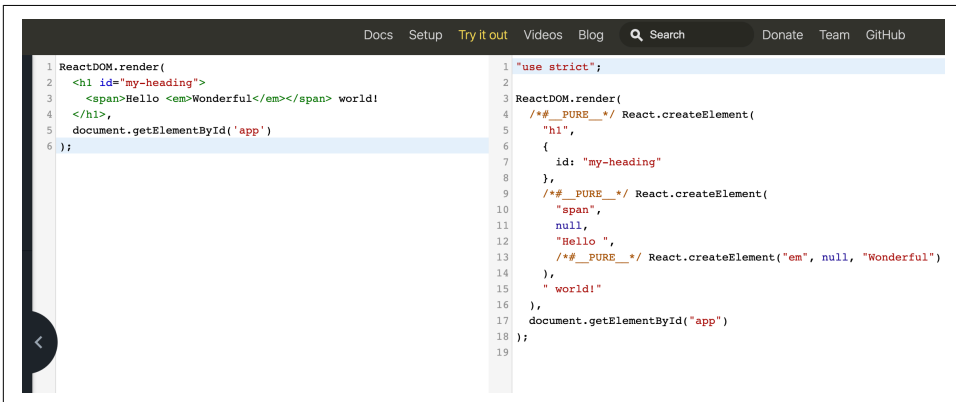 Docs Setup Try it out Videos Blog Search Donate Team GitHub
1 ReactDOM.render(
2   <h1 id="my-heading">
3     <span>Hello <em>Wonderful</em></span> world!
4   </h1>,
5   document.getElementById('app')
6 );
1 "use strict";
2
3 ReactDOM.render(
4   /*#__PURE__*/ React.createElement(
5     "h1",
6     {
7       id: "my-heading"
8     },
9     /*#__PURE__*/ React.createElement(
10       "span",
11       null,
12       "Hello ",
13       /*#__PURE__*/ React.createElement("em", null, "Wonderful")
14     ),
15     " world!"
16   ),
17   document.getElementById("app")
18 );
19